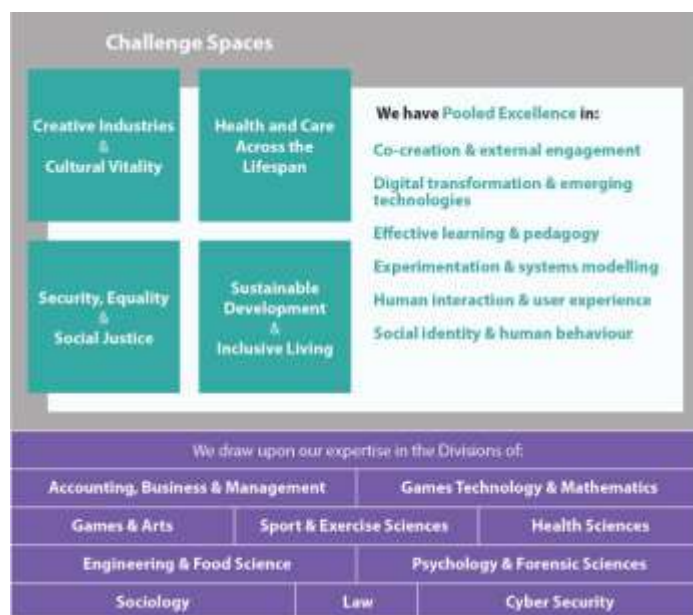 Challenge Spaces
Creative Industries
&
Cultural Vitality
Health and Care
Across the
Lifespan
Security, Equality
&
Social Justice
Sustainable
Development
&
Inclusive Living
We have Pooled Excellence in:
Co-creation & external engagement
Digital transformation & emerging
technologies
Effective learning & pedagogy
Experimentation & systems modelling
Human interaction & user experience
Social identity & human behaviour
We draw upon our expertise in the Divisions of:
Accounting, Business & Management
Games Technology & Mathematics
Games & Arts
Sport & Exercise Sciences
Health Sciences
Engineering & Food Science
Psychology & Forensic Sciences
Sociology
Law
Cyber Security